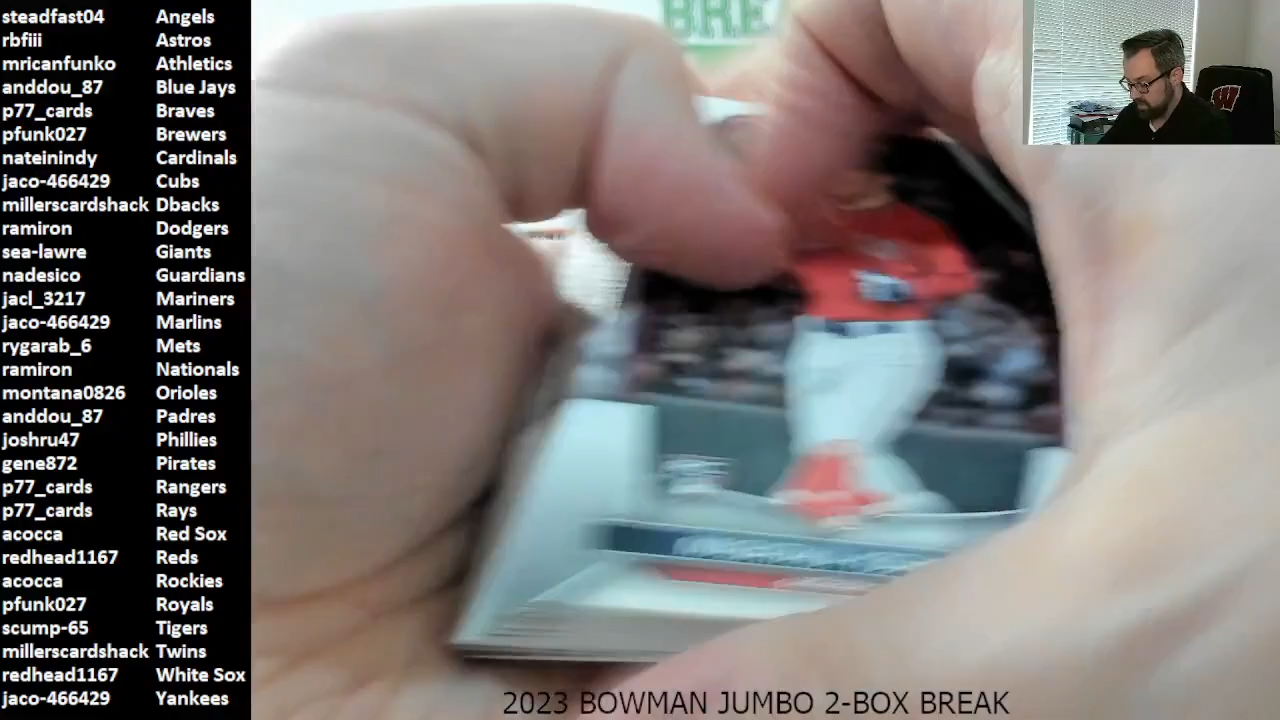 steadfast04 Angels
rbfiii Astros
mricanfunko Athletics
anddou_87 Blue Jays
p77_cards Braves
pfunk027 Brewers
nateinindy Cardinals
jaco-466429 Cubs
millerscardshack Dbacks
ramiron Dodgers
sea-lawre Giants
nadesico Guardians
jacl_3217 Mariners
jaco-466429 Marlins
rygarab_6 Mets
ramiron Nationals
montana0826 Orioles
anddou_87 Padres
joshru47 Phillies
gene872 Pirates
p77_cards Rangers
p77_cards Rays
acocca Red Sox
redhead1167 Reds
acocca Rockies
pfunk027 Royals
scump-65 Tigers
millerscardshack Twins
redhead1167 White Sox
jaco-466429 Yankees
BRE
W
2023 BOWMAN JUMBO 2-BOX BREAK